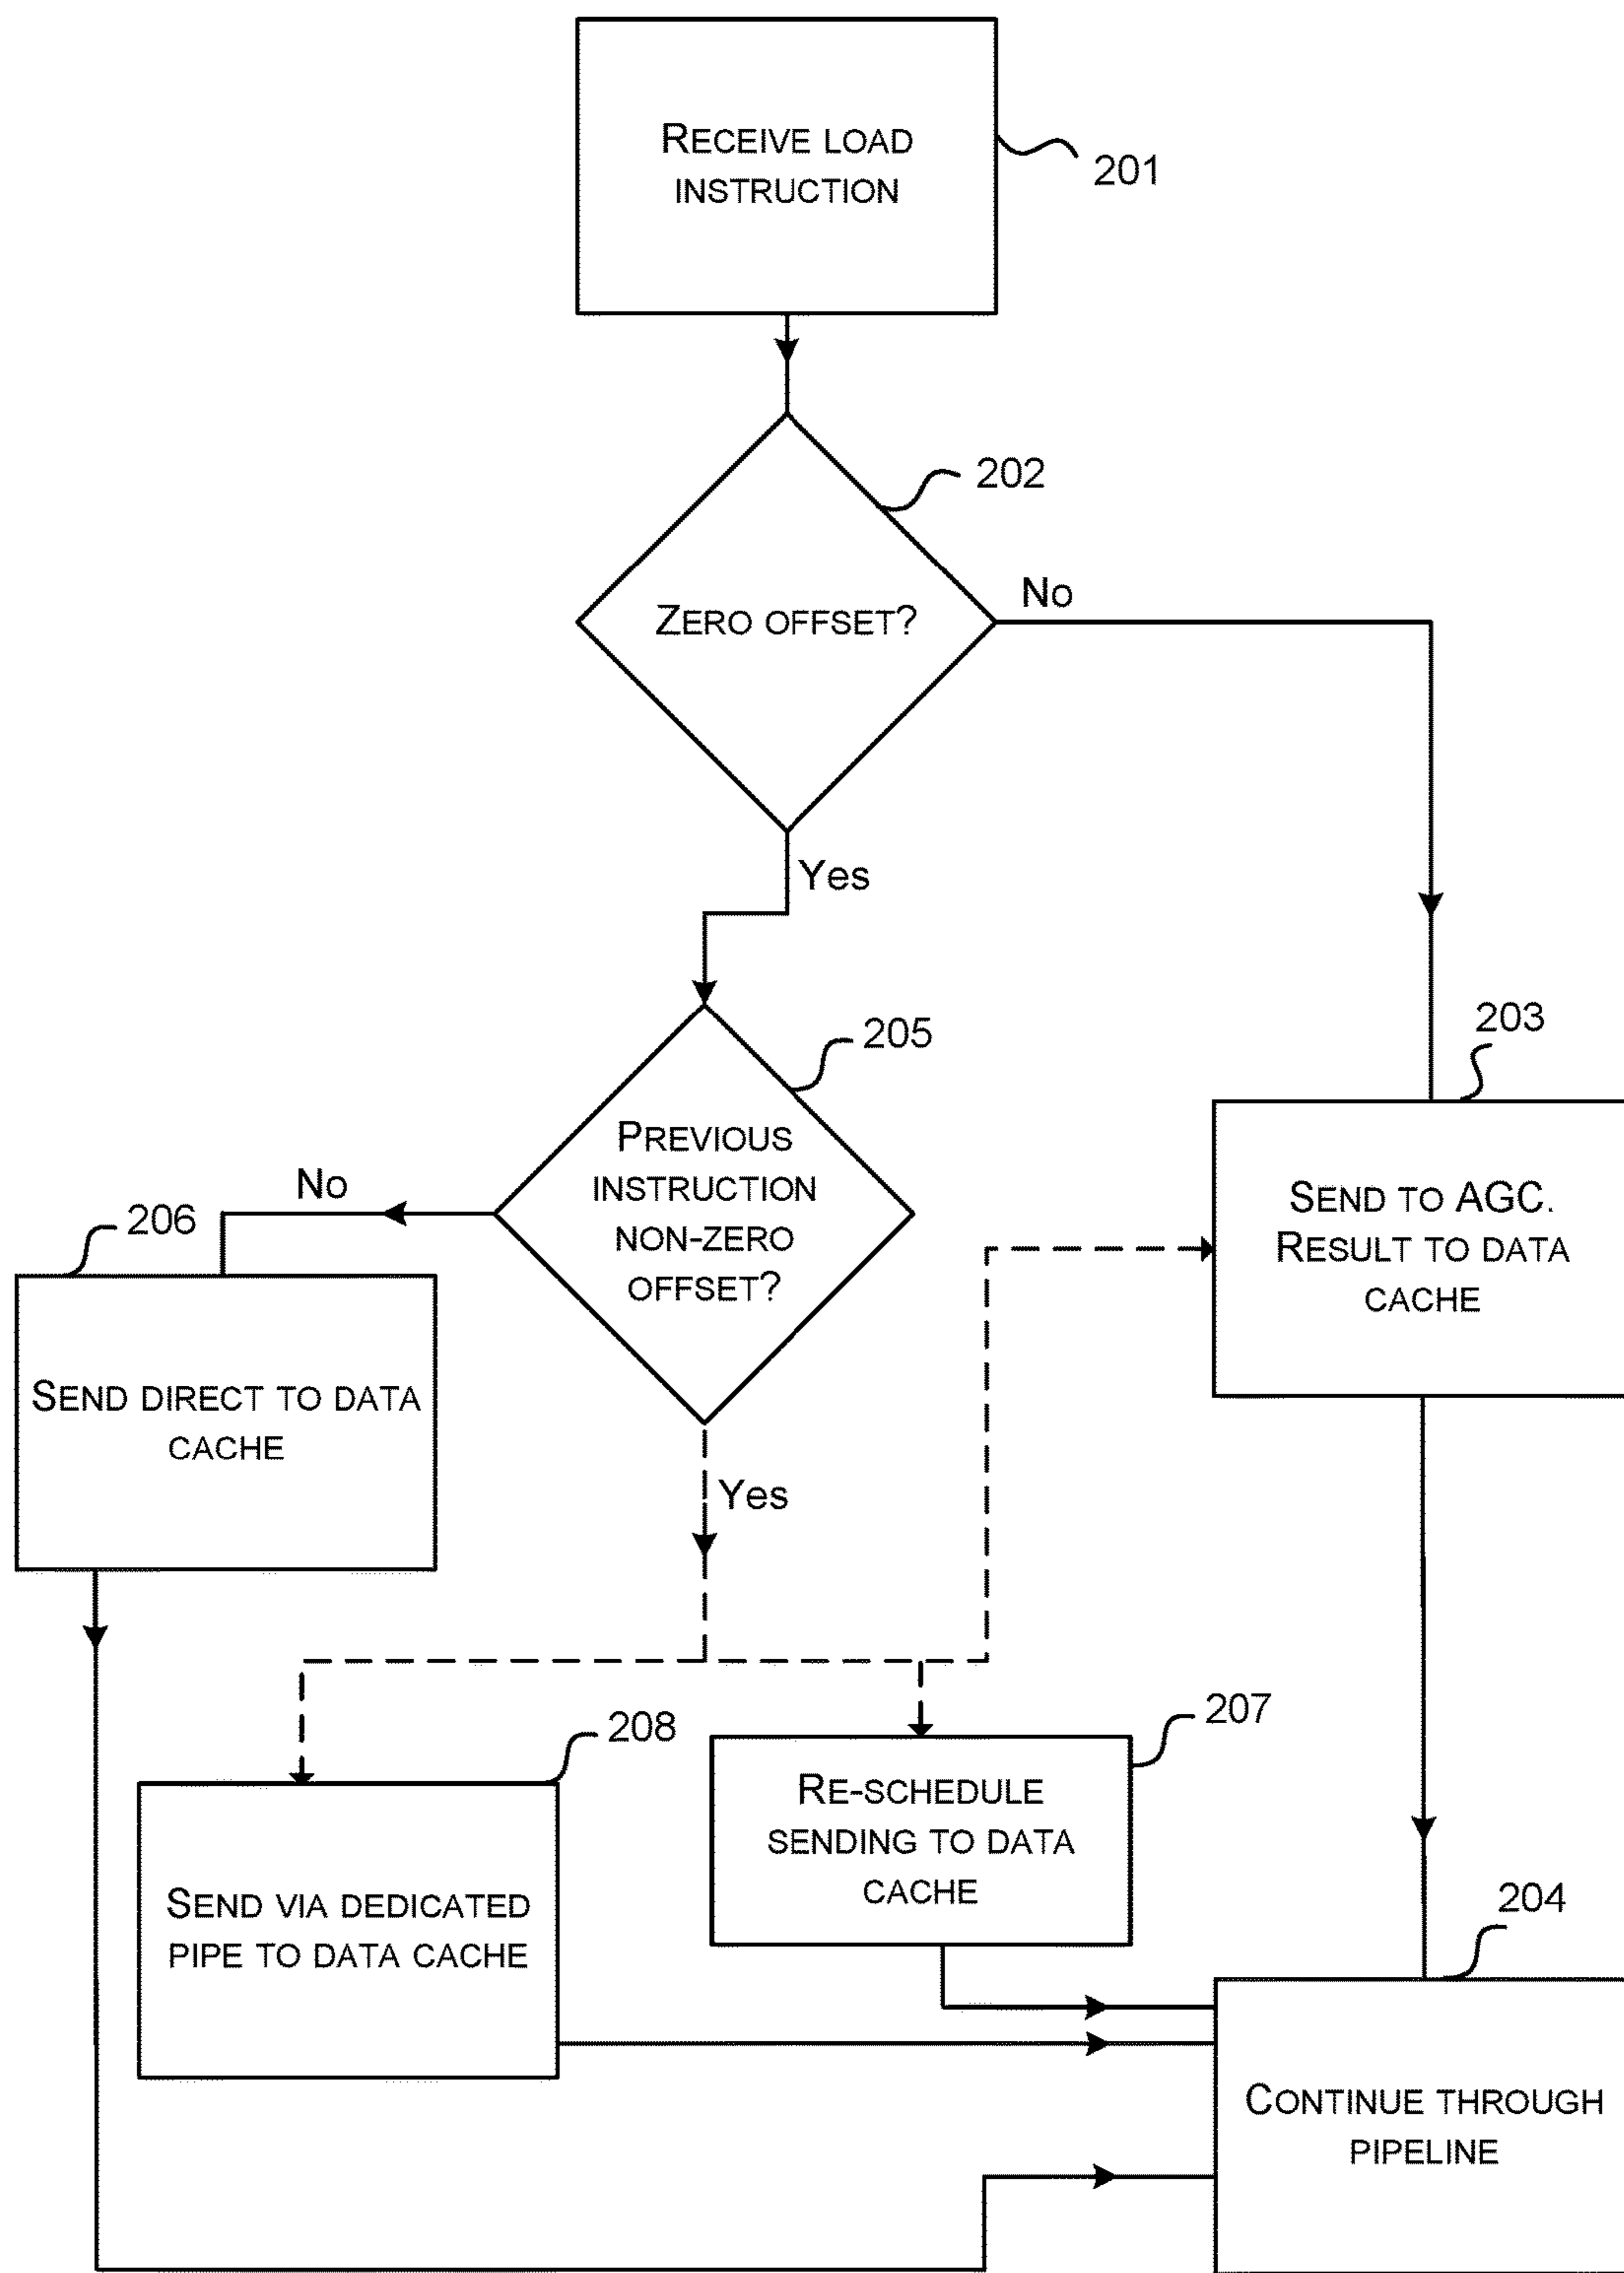 Receive load
instruction
201
202
Zero offset?
No
Yes
205
203
Previous
instruction
non-zero
offset?
No
206
Send to AGC.
Result to data
cache
Send direct to data
cache
Yes
208
207
Re-schedule
sending to data
cache
Send via dedicated
pipe to data cache
204
Continue through
pipeline